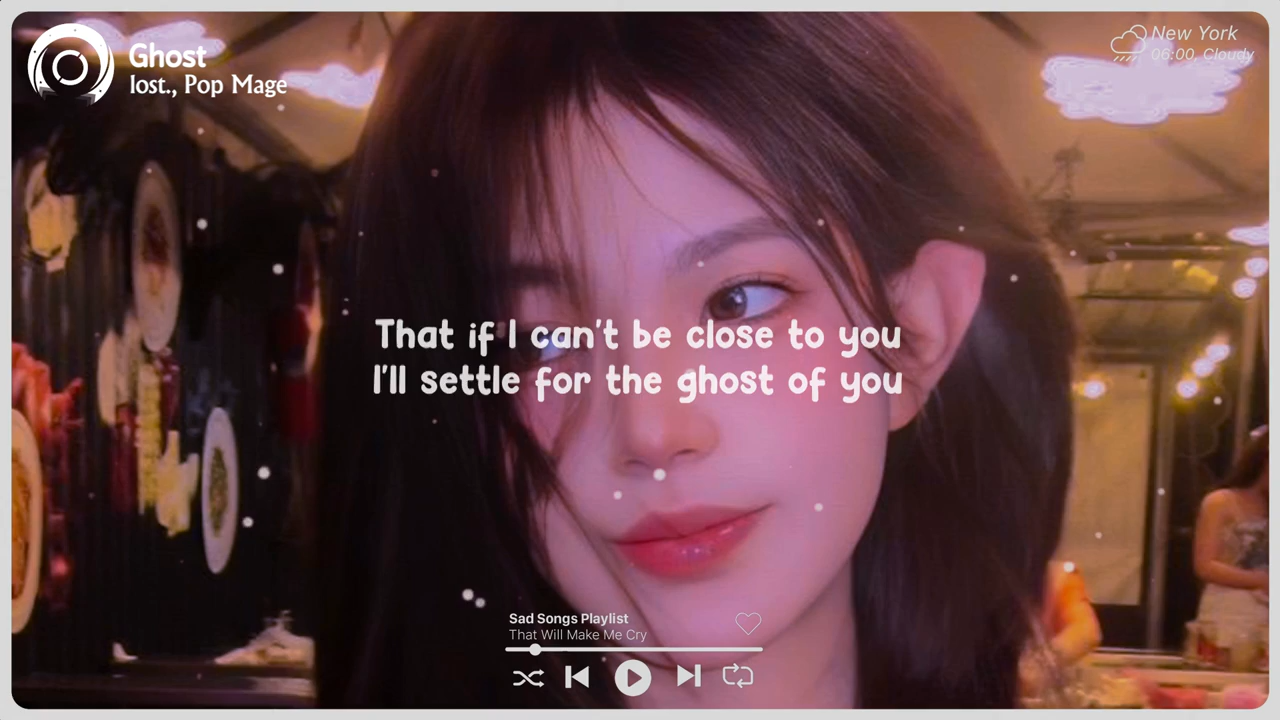 Ghost
lost., Pop Mage
New York
06:00, Cloudy
That if I can't be close to you
I'll settle for the ghost of you
Sad Songs Playlist
That Will Make Me Cry